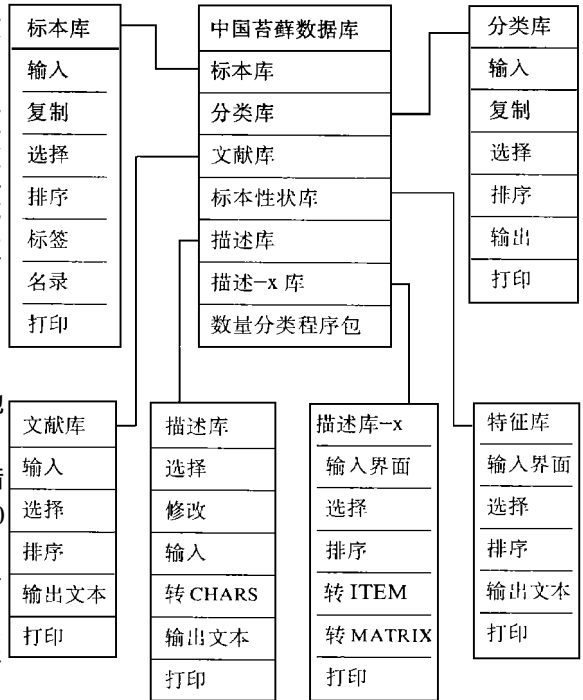 标本库
输入
复制
选择
排序
标签
名录
打印
中国苔藓数据库
标本库
分类库
文献库
标本性状库
描述库
描述-x 库
数量分类程序包
分类库
输入
复制
选择
排序
输出
打印
文献库
输入
选择
排序
输出文本
打印
描述库
选择
修改
输入
转 CHARS
输出文本
打印
描述库-x
输入界面
选择
排序
转 ITEM
转 MATRIX
打印
特征库
输入界面
选择
排序
输出文本
打印